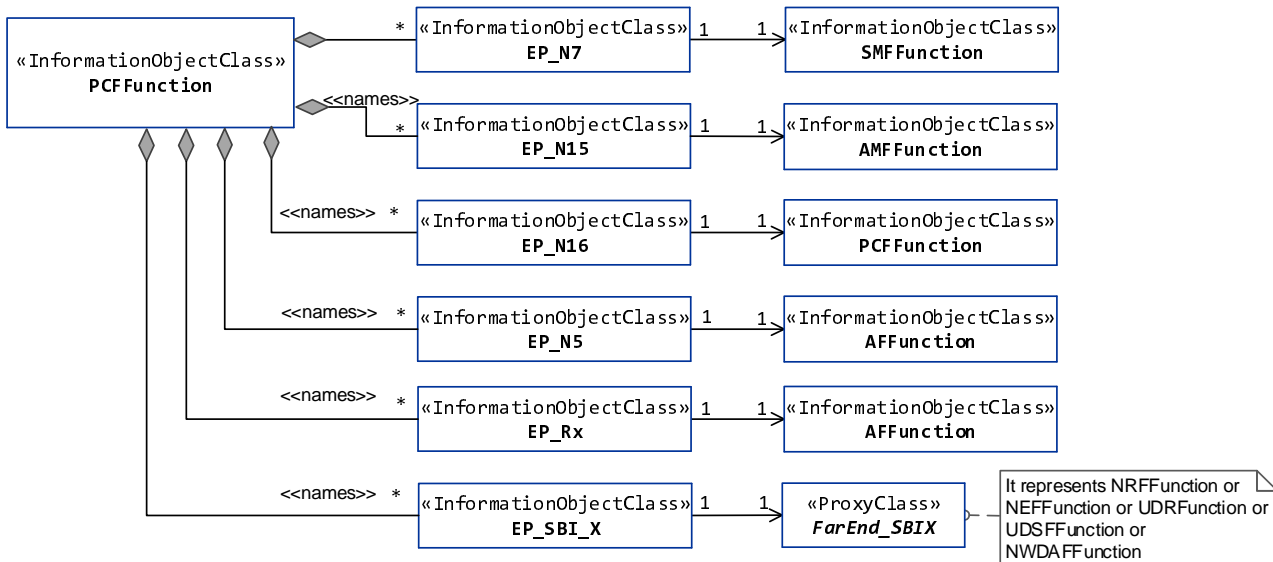 «InformationObjectClass»
PCFFunction
*
«InformationObjectClass»
EP_N7
1
1
«InformationObjectClass»
SMFFunction
<<names>>
*
«InformationObjectClass»
EP_N15
1
1
«InformationObjectClass»
AMFFunction
<<names>>
*
«InformationObjectClass»
EP_N16
1
1
«InformationObjectClass»
PCFFunction
<<names>>
*
«InformationObjectClass»
EP_N5
1
1
«InformationObjectClass»
AFFunction
<<names>>
*
«InformationObjectClass»
EP_Rx
1
1
«InformationObjectClass»
AFFunction
<<names>>
*
«InformationObjectClass»
EP_SBI_X
1
1
«ProxyClass»
FarEnd_SBIX
It represents NRFFunction or
NEFFunction or UDRFunction or
UDSFFunction or
NWDAFFunction